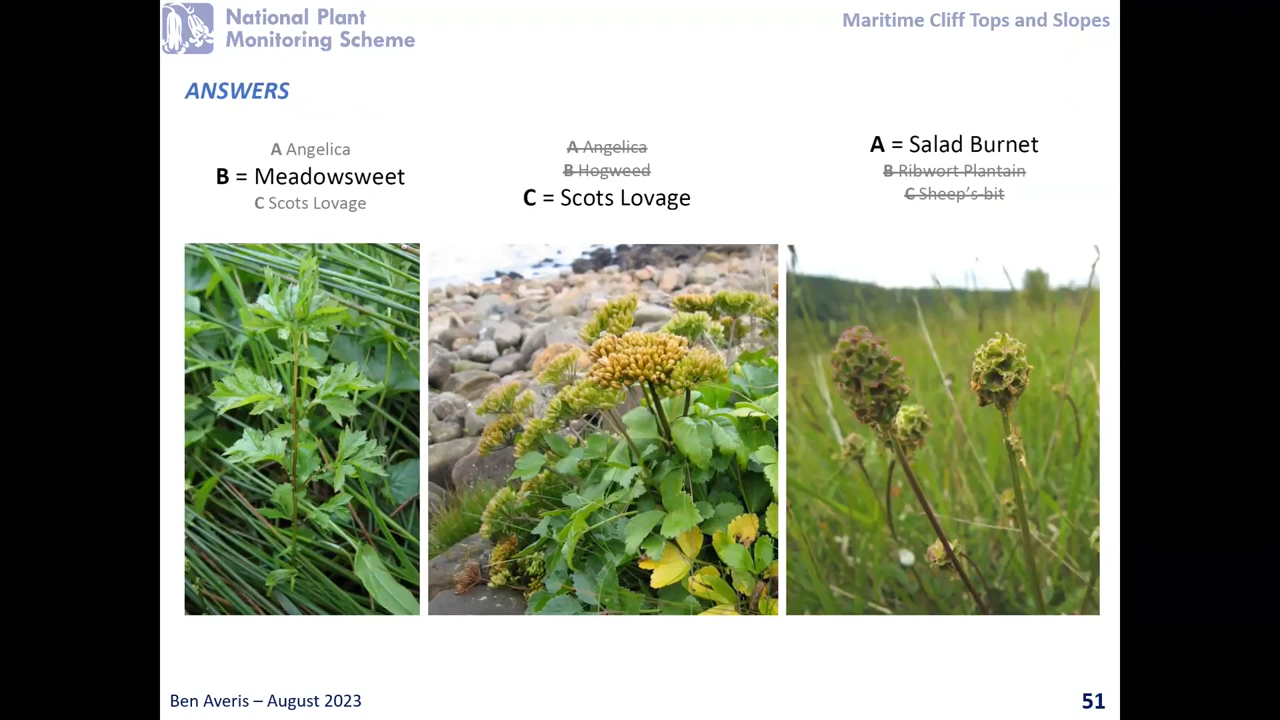 National Plant
Monitoring Scheme
Maritime Cliff Tops and Slopes
ANSWERS
A Angelica
B = Meadowsweet
C Scots Lovage
A Angelica
B Hogweed
C = Scots Lovage
A = Salad Burnet
B Ribwort Plantain
C Sheep's-bit
Ben Averis – August 2023
51